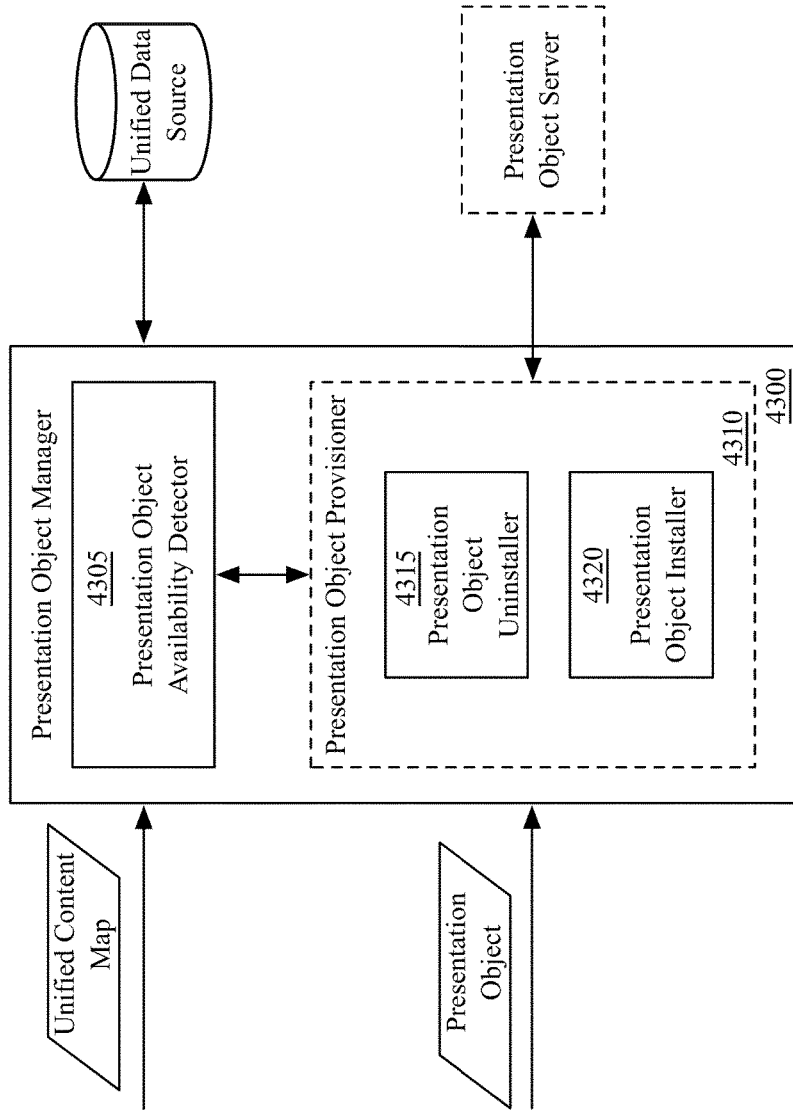 Unified Content
Map
Presentation
Object
Presentation Object Manager
4305
Presentation Object
Availability Detector
Presentation Object Provisioner
4315
Presentation
Object
Uninstaller
4320
Presentation
Object Installer
4310
4300
Unified Data
Source
Presentation
Object Server